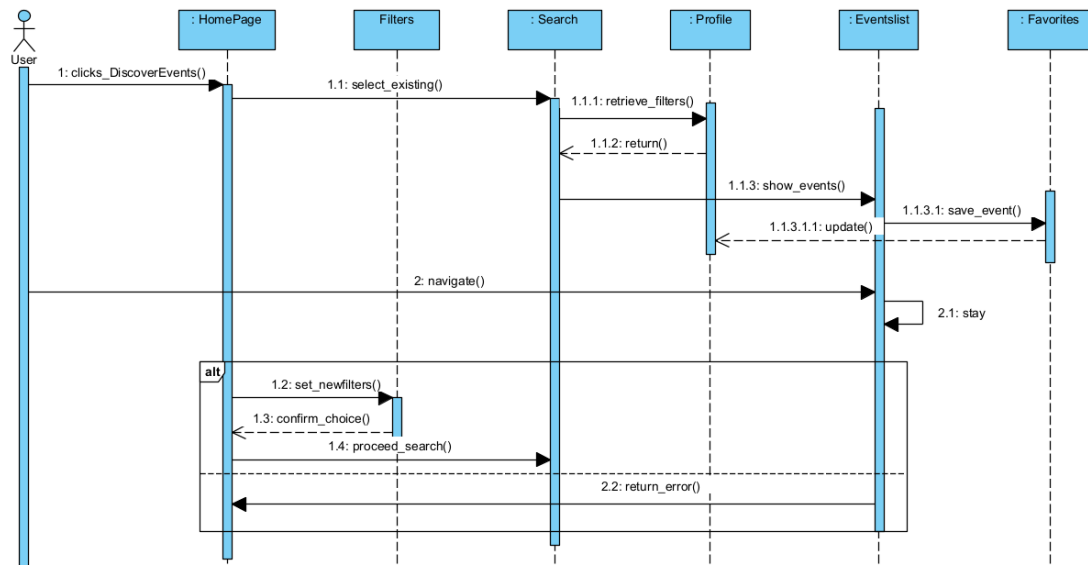 : HomePage
Filters
: Search
: Profile
: Eventslist
: Favorites
User
1: clicks_DiscoverEvents()
1.1: select_existing()
1.1.1: retrieve_filters()
1.1.2: return()
1.1.3: show_events()
1.1.3.1: save_event()
1.1.3.1.1: update()
2: navigate()
2.1: stay
alt
1.2: set_newfilters()
1.3: confirm_choice()
1.4: proceed_search()
2.2: return_error()